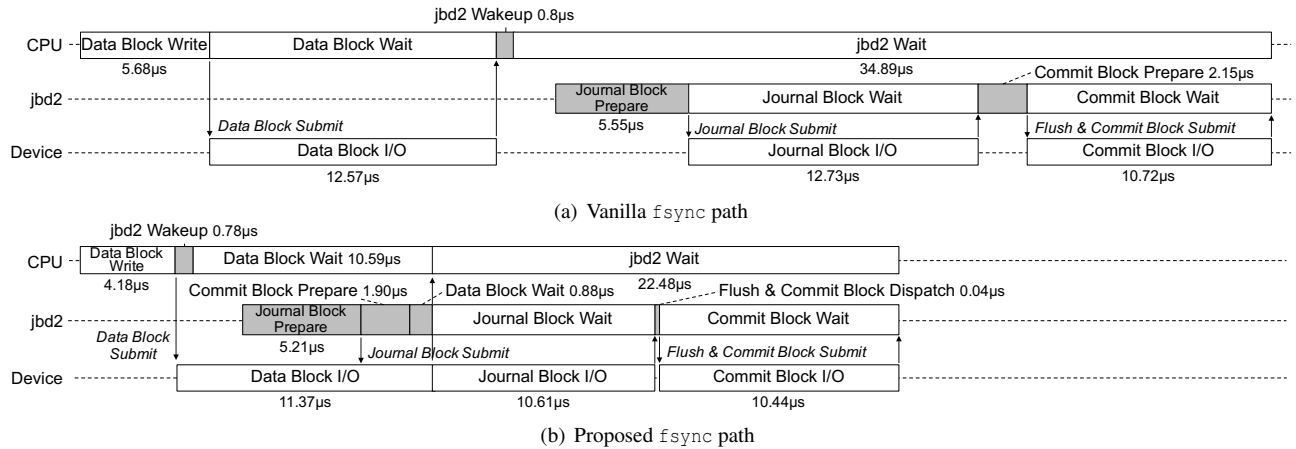 jbd2 Wakeup 0.8µs
CPU
Data Block Write
Data Block Wait
jbd2 Wait
5.68µs
34.89µs
Commit Block Prepare 2.15µs
jbd2
Journal Block
Prepare
Journal Block Wait
Commit Block Wait
5.55µs
Data Block Submit
Journal Block Submit
Flush & Commit Block Submit
Device
Data Block I/O
Journal Block I/O
Commit Block I/O
12.57µs
12.73µs
10.72µs
(a) Vanilla fsync path
jbd2 Wakeup 0.78µs
CPU
Data Block
Write
Data Block Wait 10.59µs
jbd2 Wait
4.18µs
22.48µs
Commit Block Prepare 1.90µs
Data Block Wait 0.88µs
Flush & Commit Block Dispatch 0.04µs
jbd2
Journal Block
Prepare
Journal Block Wait
Commit Block Wait
5.21µs
Data Block
Submit
Journal Block Submit
Flush & Commit Block Submit
Device
Data Block I/O
Journal Block I/O
Commit Block I/O
11.37µs
10.61µs
10.44µs
(b) Proposed fsync path